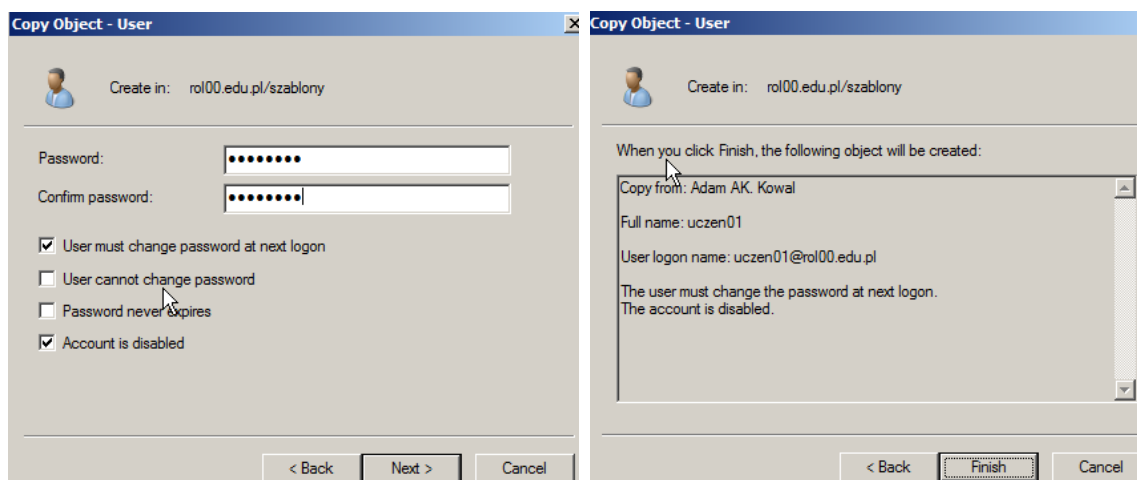 Copy Object - User
Create in: rol00.edu.pl/szablony
Password:
Confirm password:
User must change password at next logon
User cannot change password
Password never expires
Account is disabled
< Back Next > Cancel
Copy Object - User
Create in: rol00.edu.pl/szablony
When you click Finish, the following object will be created:
Copy from: Adam AK. Kowal
Full name: uczen01
User logon name: uczen01@rol00.edu.pl
The user must change the password at next logon.
The account is disabled.
< Back Finish Cancel